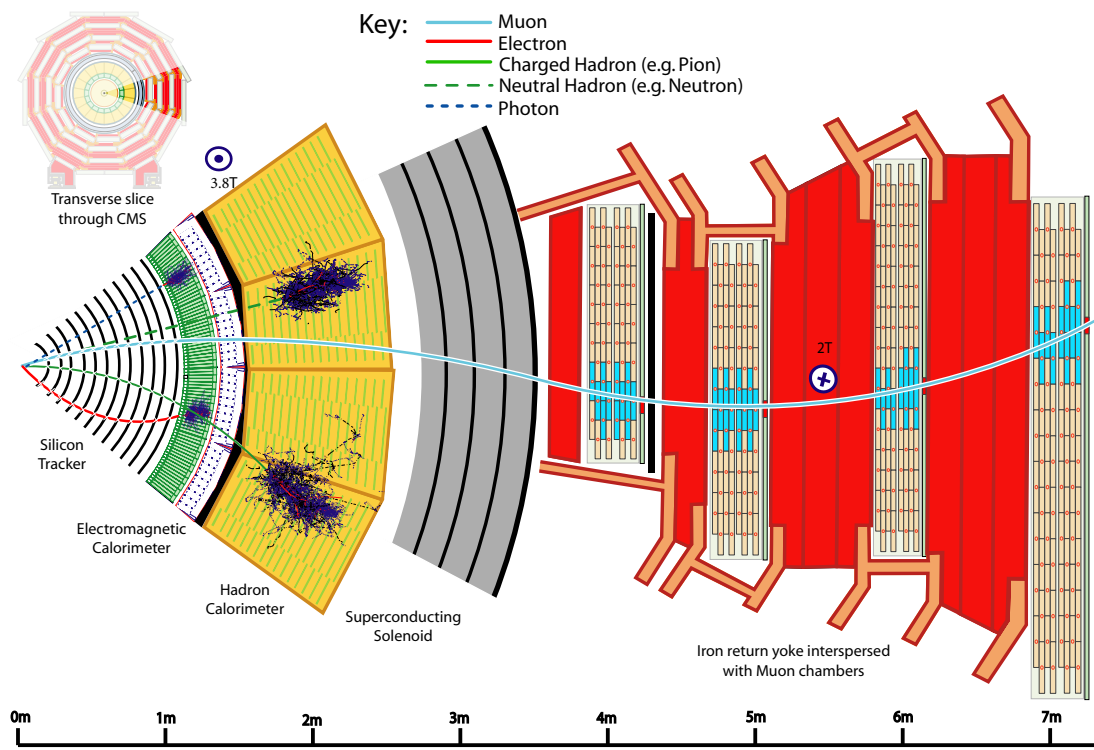 Key:
Muon
Electron
Charged Hadron (e.g. Pion)
Neutral Hadron (e.g. Neutron)
Photon
Transverse slice
through CMS
3.8T
2T
Silicon
Tracker
Electromagnetic
Calorimeter
Hadron
Calorimeter
Superconducting
Solenoid
Iron return yoke interspersed
with Muon chambers
0m 1m 2m 3m 4m 5m 6m 7m